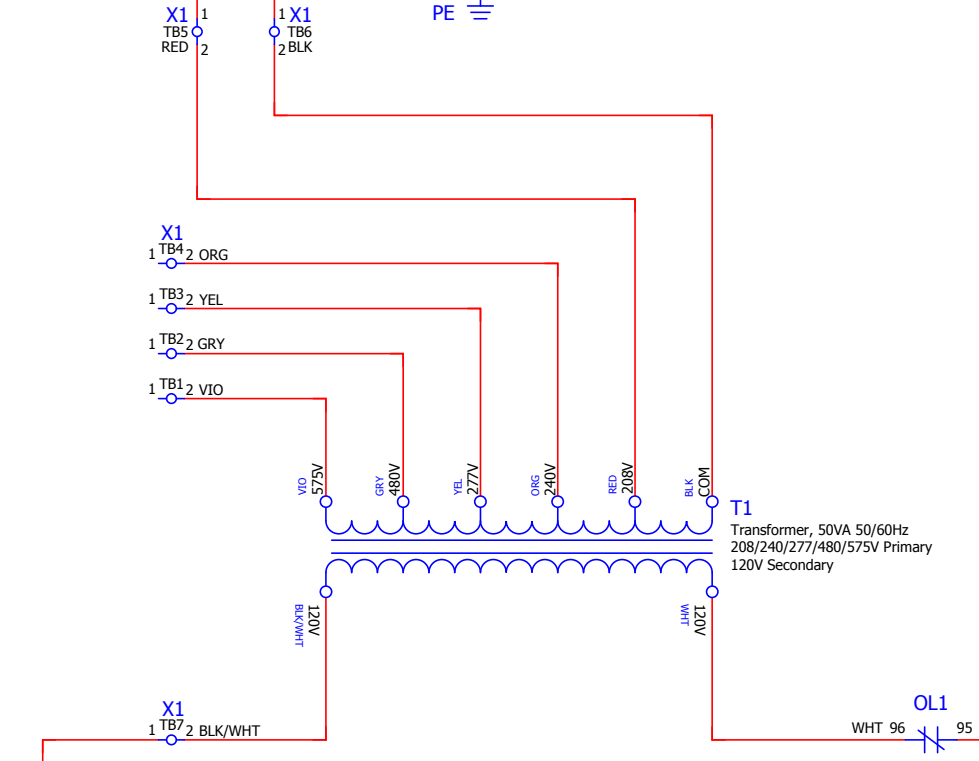 PE
X1 1
TB5
RED 2
1 X1
TB6
2 BLK
X1
1 TB4 2 ORG
1 TB3 2 YEL
1 TB2 2 GRY
1 TB1 2 VIO
VIO 575V
GRY 480V
YEL 277V
ORG 240V
RED 208V
BLK COM
T1
Transformer, 50VA 50/60Hz
208/240/277/480/575V Primary
120V Secondary
BLK/WHT 120V
WHT 120V
X1
1 TB7 2 BLK/WHT
OL1
WHT 96 95